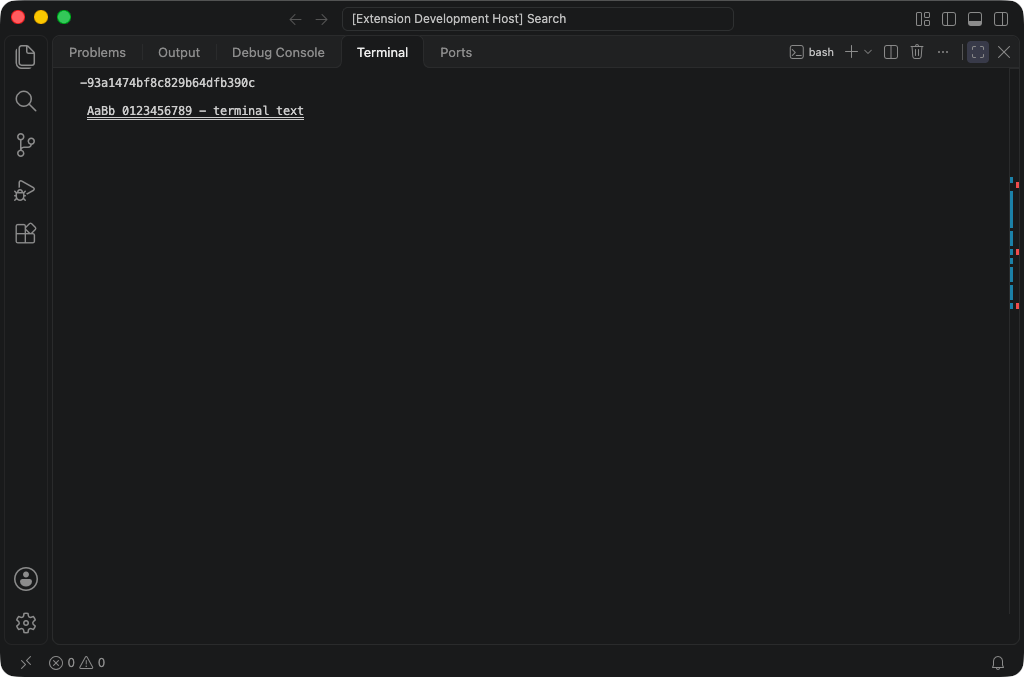 [Extension Development Host] Search
Problems Output Debug Console Terminal Ports bash
-93a1474bf8c829b64dfb390c
AaBb 0123456789 - terminal text
0 0